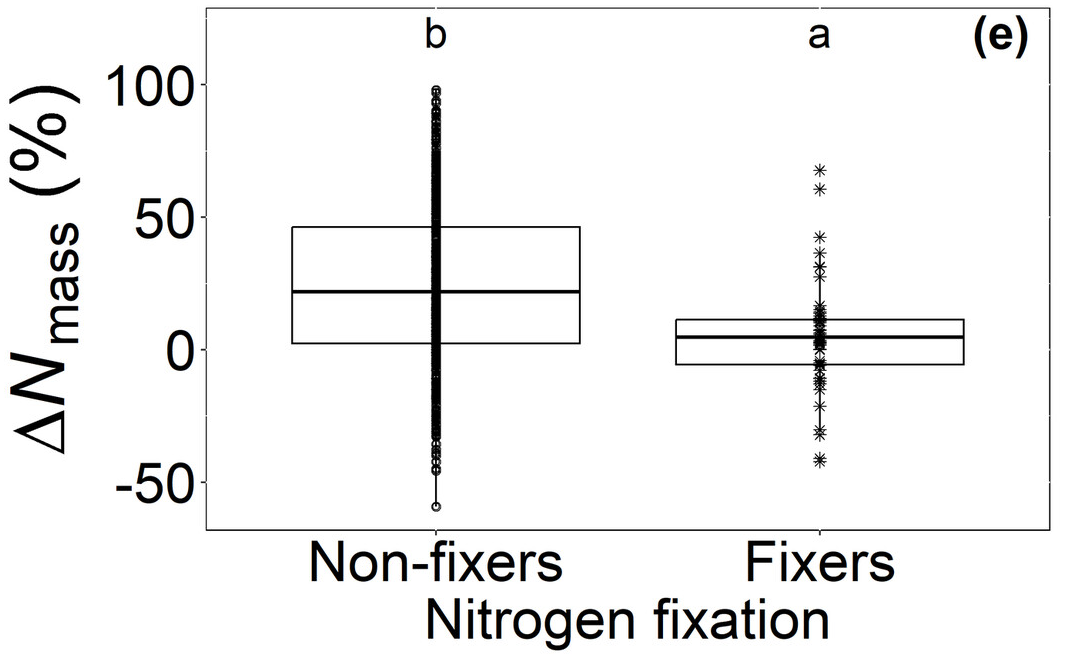 b a (e)
100
50
0
-50
ΔNmass (%)
Non-fixers Fixers
Nitrogen fixation